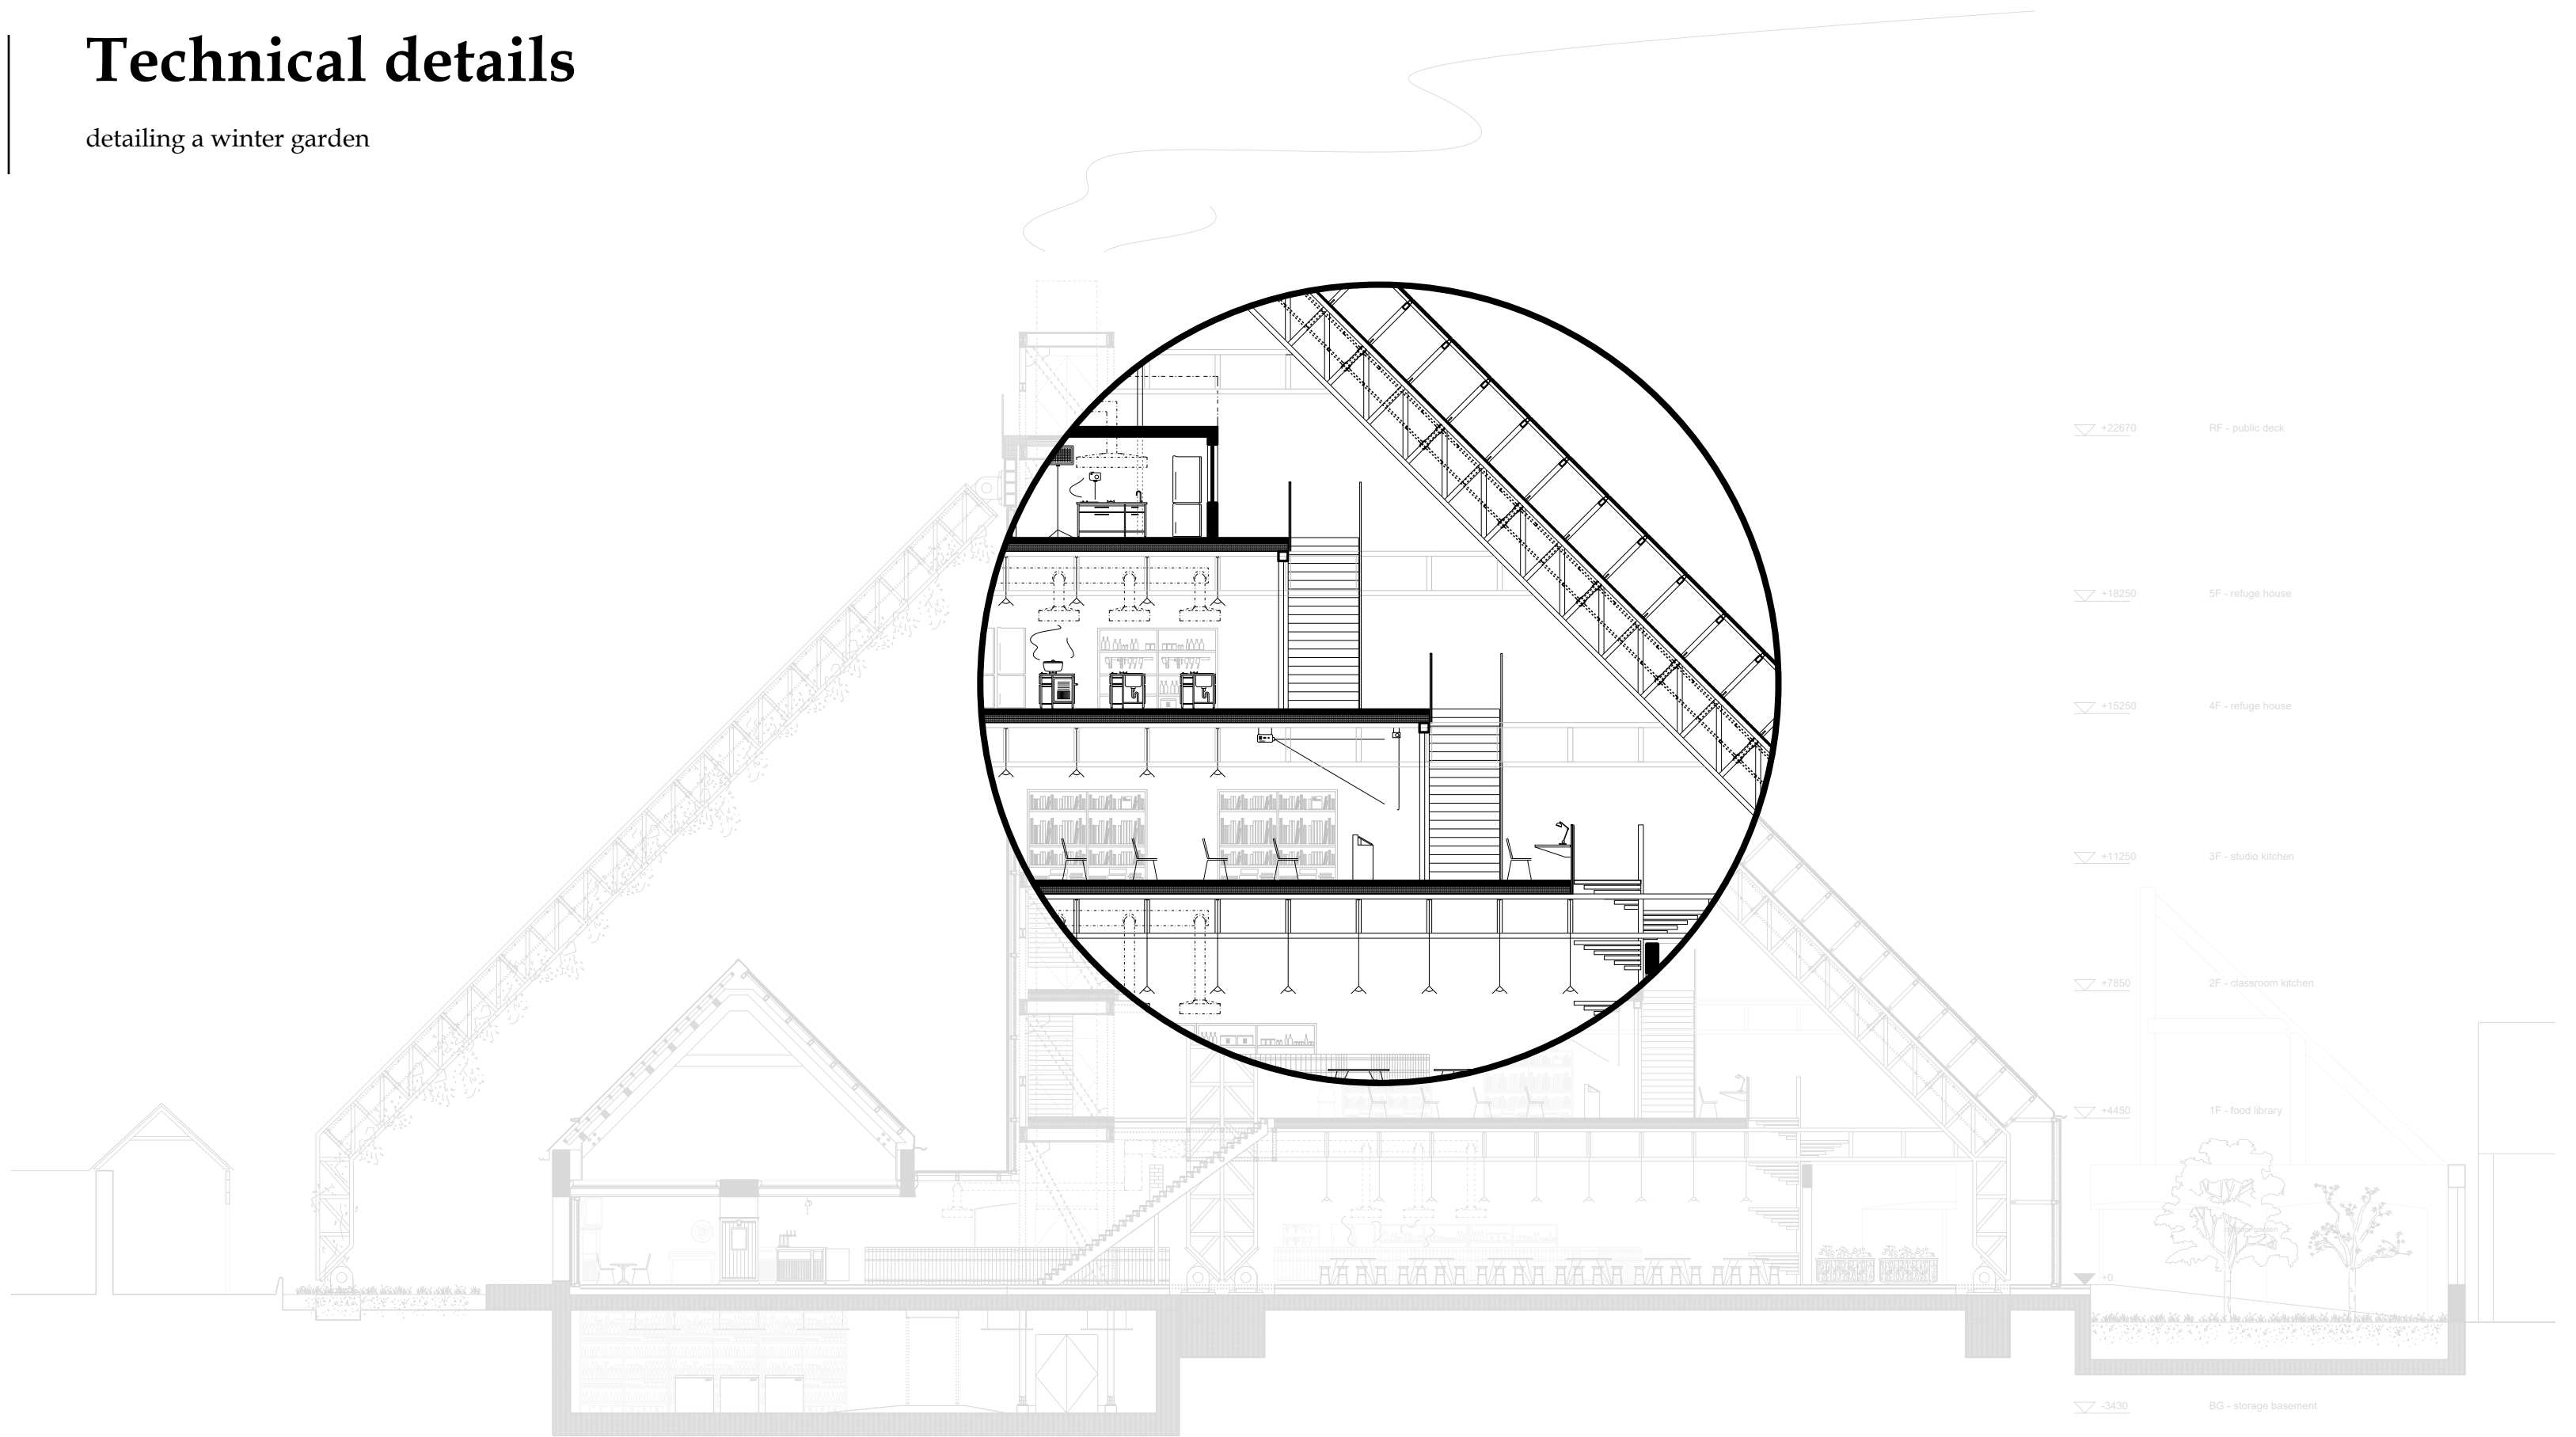 Technical details
detailing a winter garden
+22670 RF - public deck
+18250 5F - refuge house
+15250 4F - refuge house
+11250 3F - studio kitchen
+7850 2F - classroom kitchen
+4450 1F - food library
garden
+0
-3430 BG - storage basement